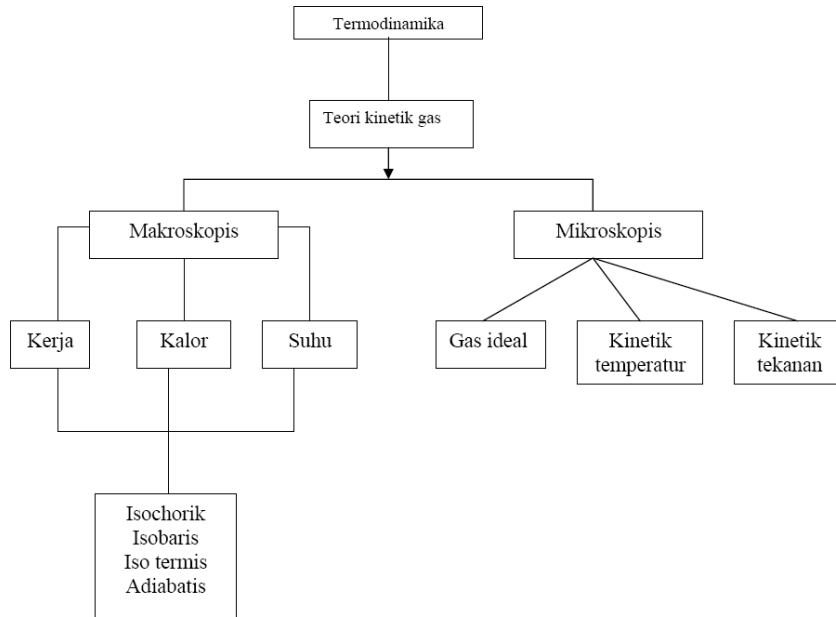 Termodinamika
Teori kinetik gas
Makroskopis
Mikroskopis
Kerja
Kalor
Suhu
Gas ideal
Kinetik
temperatur
Kinetik
tekanan
Isochorik
Isobaris
Iso termis
Adiabatis